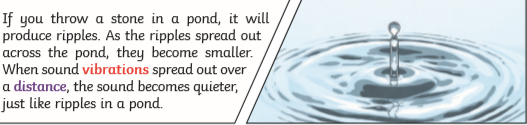 If you throw a stone in a pond, it will
produce ripples. As the ripples spread out
across the pond, they become smaller.
When sound vibrations spread out over
a distance, the sound becomes quieter,
just like ripples in a pond.